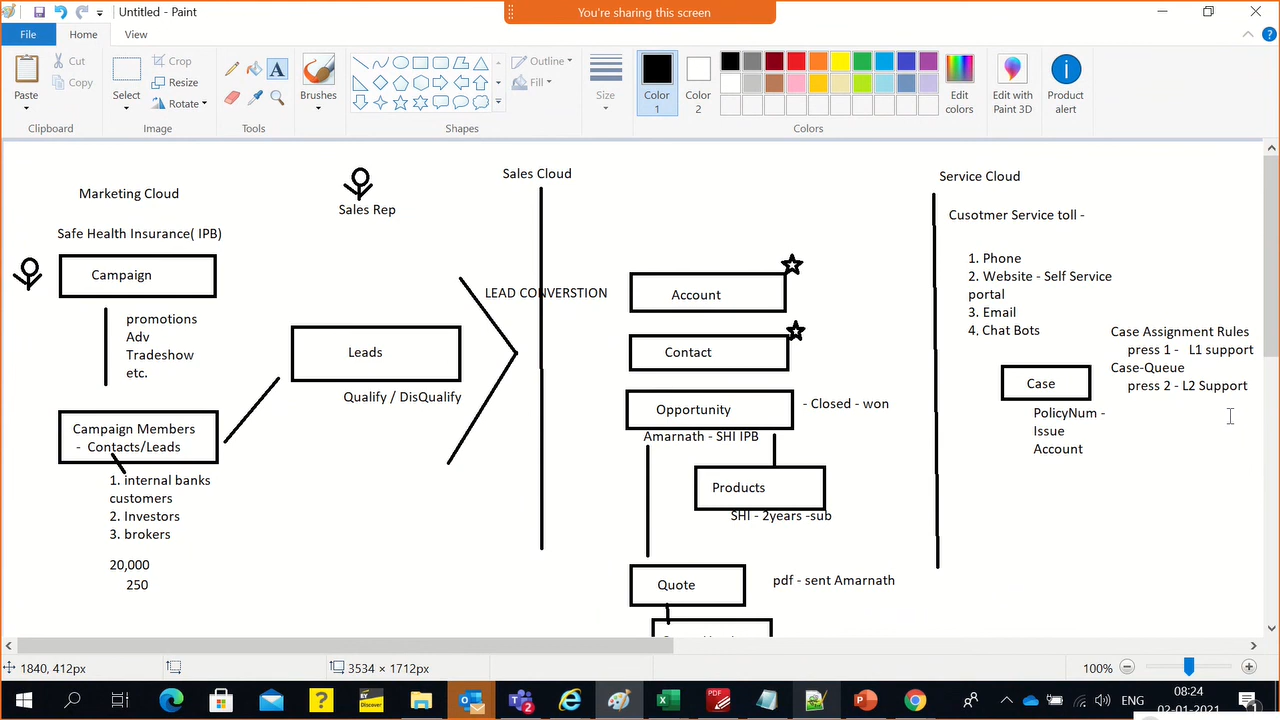 Untitled - Paint
You're sharing this screen
File
Home
View
Paste
Cut
Copy
Clipboard
Select
Crop
Resize
Rotate
Image
Tools
Brushes
Outline
Fill
Shapes
Size
Color 1
Color 2
Colors
Edit colors
Edit with Paint 3D
Product alert
Marketing Cloud
Safe Health Insurance( IPB)
Campaign
promotions
Adv
Tradeshow
etc.
Campaign Members
- Contacts/Leads
1. internal banks
customers
2. Investors
3. brokers
20,000
250
Sales Rep
Leads
Qualify / DisQualify
Sales Cloud
LEAD CONVERSTION
Account
Contact
Opportunity
- Closed - won
Amarnath - SHI IPB
Products
SHI - 2years -sub
Quote
pdf - sent Amarnath
Service Cloud
Cusotmer Service toll -
1. Phone
2. Website - Self Service
portal
3. Email
4. Chat Bots
Case
PolicyNum -
Issue
Account
Case Assignment Rules
press 1 - L1 support
Case-Queue
press 2 - L2 Support
1840, 412px
3534 × 1712px
100%
ENG
08:24
02-01-2021